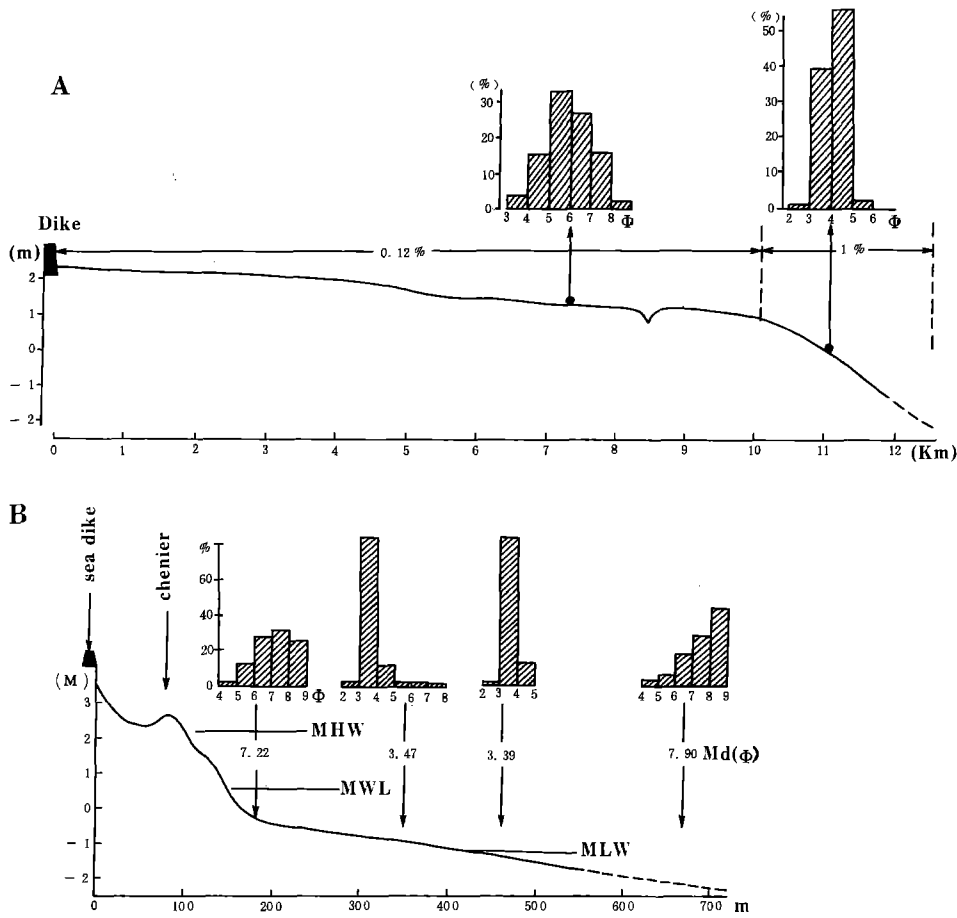 A
Dike
(m)
2
1
0
－1
－2
0 1 2 3 4 5 6 7 8 9 10 11 12 (Km)
0.12%
1%
(%)
30
20
10
0
3 4 5 6 7 8 Φ
(%)
50
40
30
20
10
0
2 3 4 5 6 Φ
B
sea dike
chenier
(M)
3
2
1
0
－1
－2
0 100 200 300 400 500 600 700 m
%
60
40
20
0
4 5 6 7 8 9 Φ
2 3 4 5 6 7 8
2 3 4 5
4 5 6 7 8 9
MHW
MWL
MLW
7.22
3.47
3.39
7.90 Md(Φ)